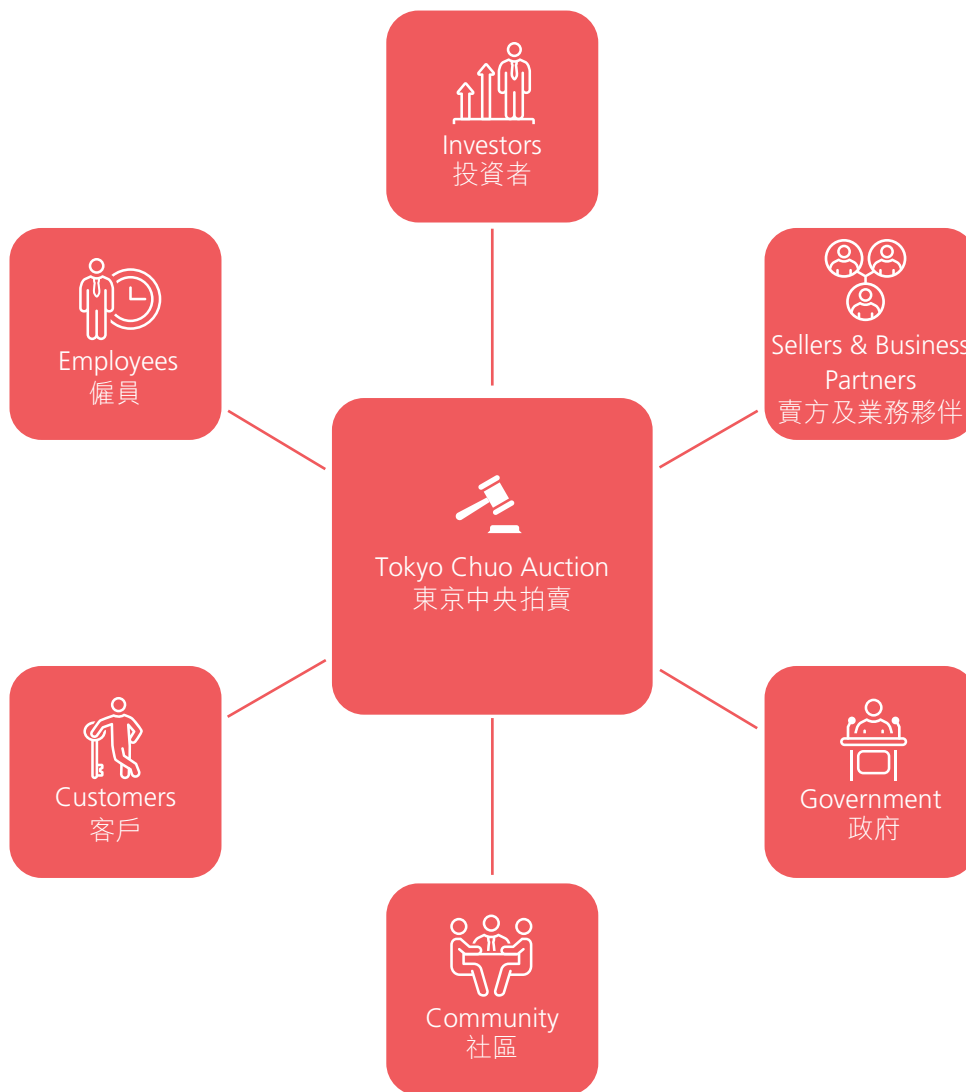 Investors
投資者
Employees
僱員
Sellers & Business
Partners
賣方及業務夥伴
Tokyo Chuo Auction
東京中央拍賣
Customers
客戶
Government
政府
Community
社區